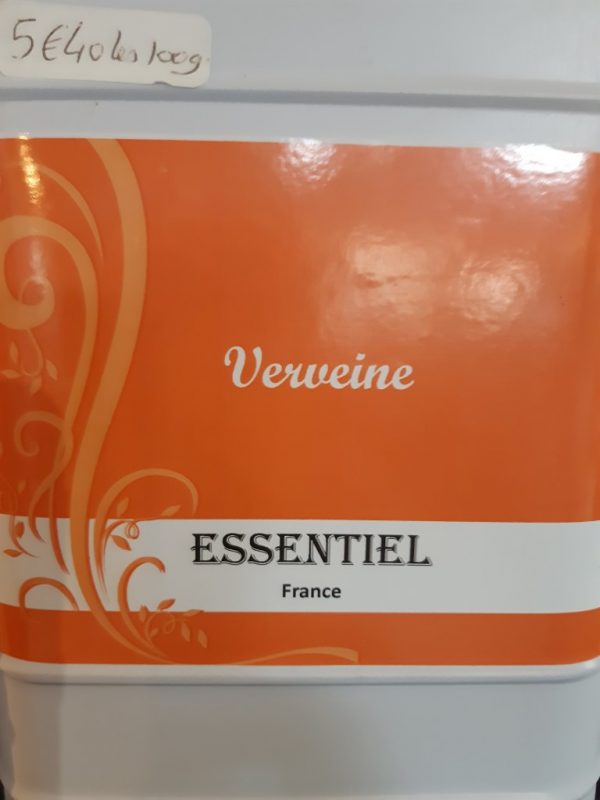 5€40 les 100g
Verveine
ESSENTIEL
France